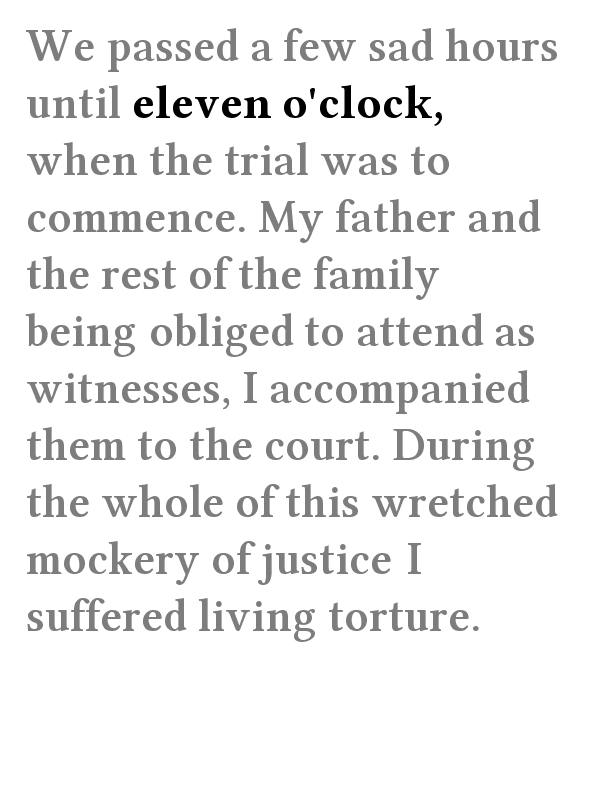 We passed a few sad hours
until eleven o'clock,
when the trial was to
commence. My father and
the rest of the family
being obliged to attend as
witnesses, I accompanied
them to the court. During
the whole of this wretched
mockery of justice I
suffered living torture.